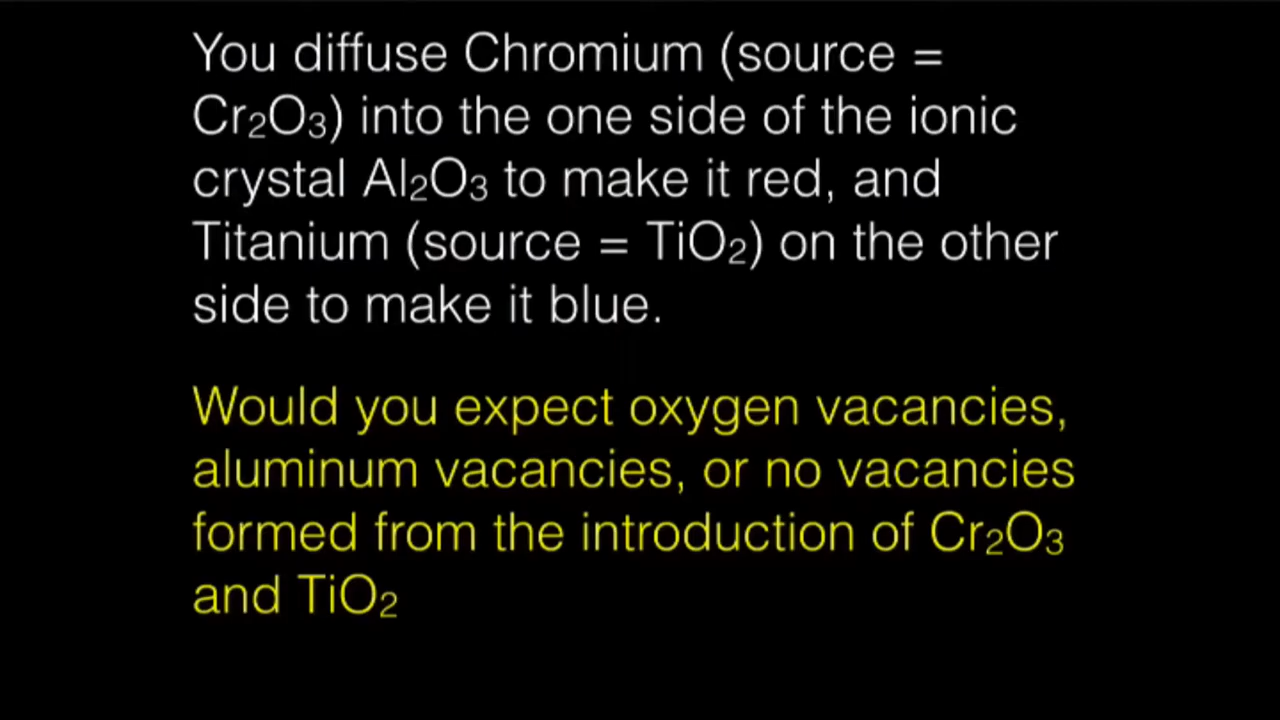 You diffuse Chromium (source =
Cr₂O₃) into the one side of the ionic
crystal Al₂O₃ to make it red, and
Titanium (source = TiO₂) on the other
side to make it blue.
Would you expect oxygen vacancies,
aluminum vacancies, or no vacancies
formed from the introduction of Cr₂O₃
and TiO₂